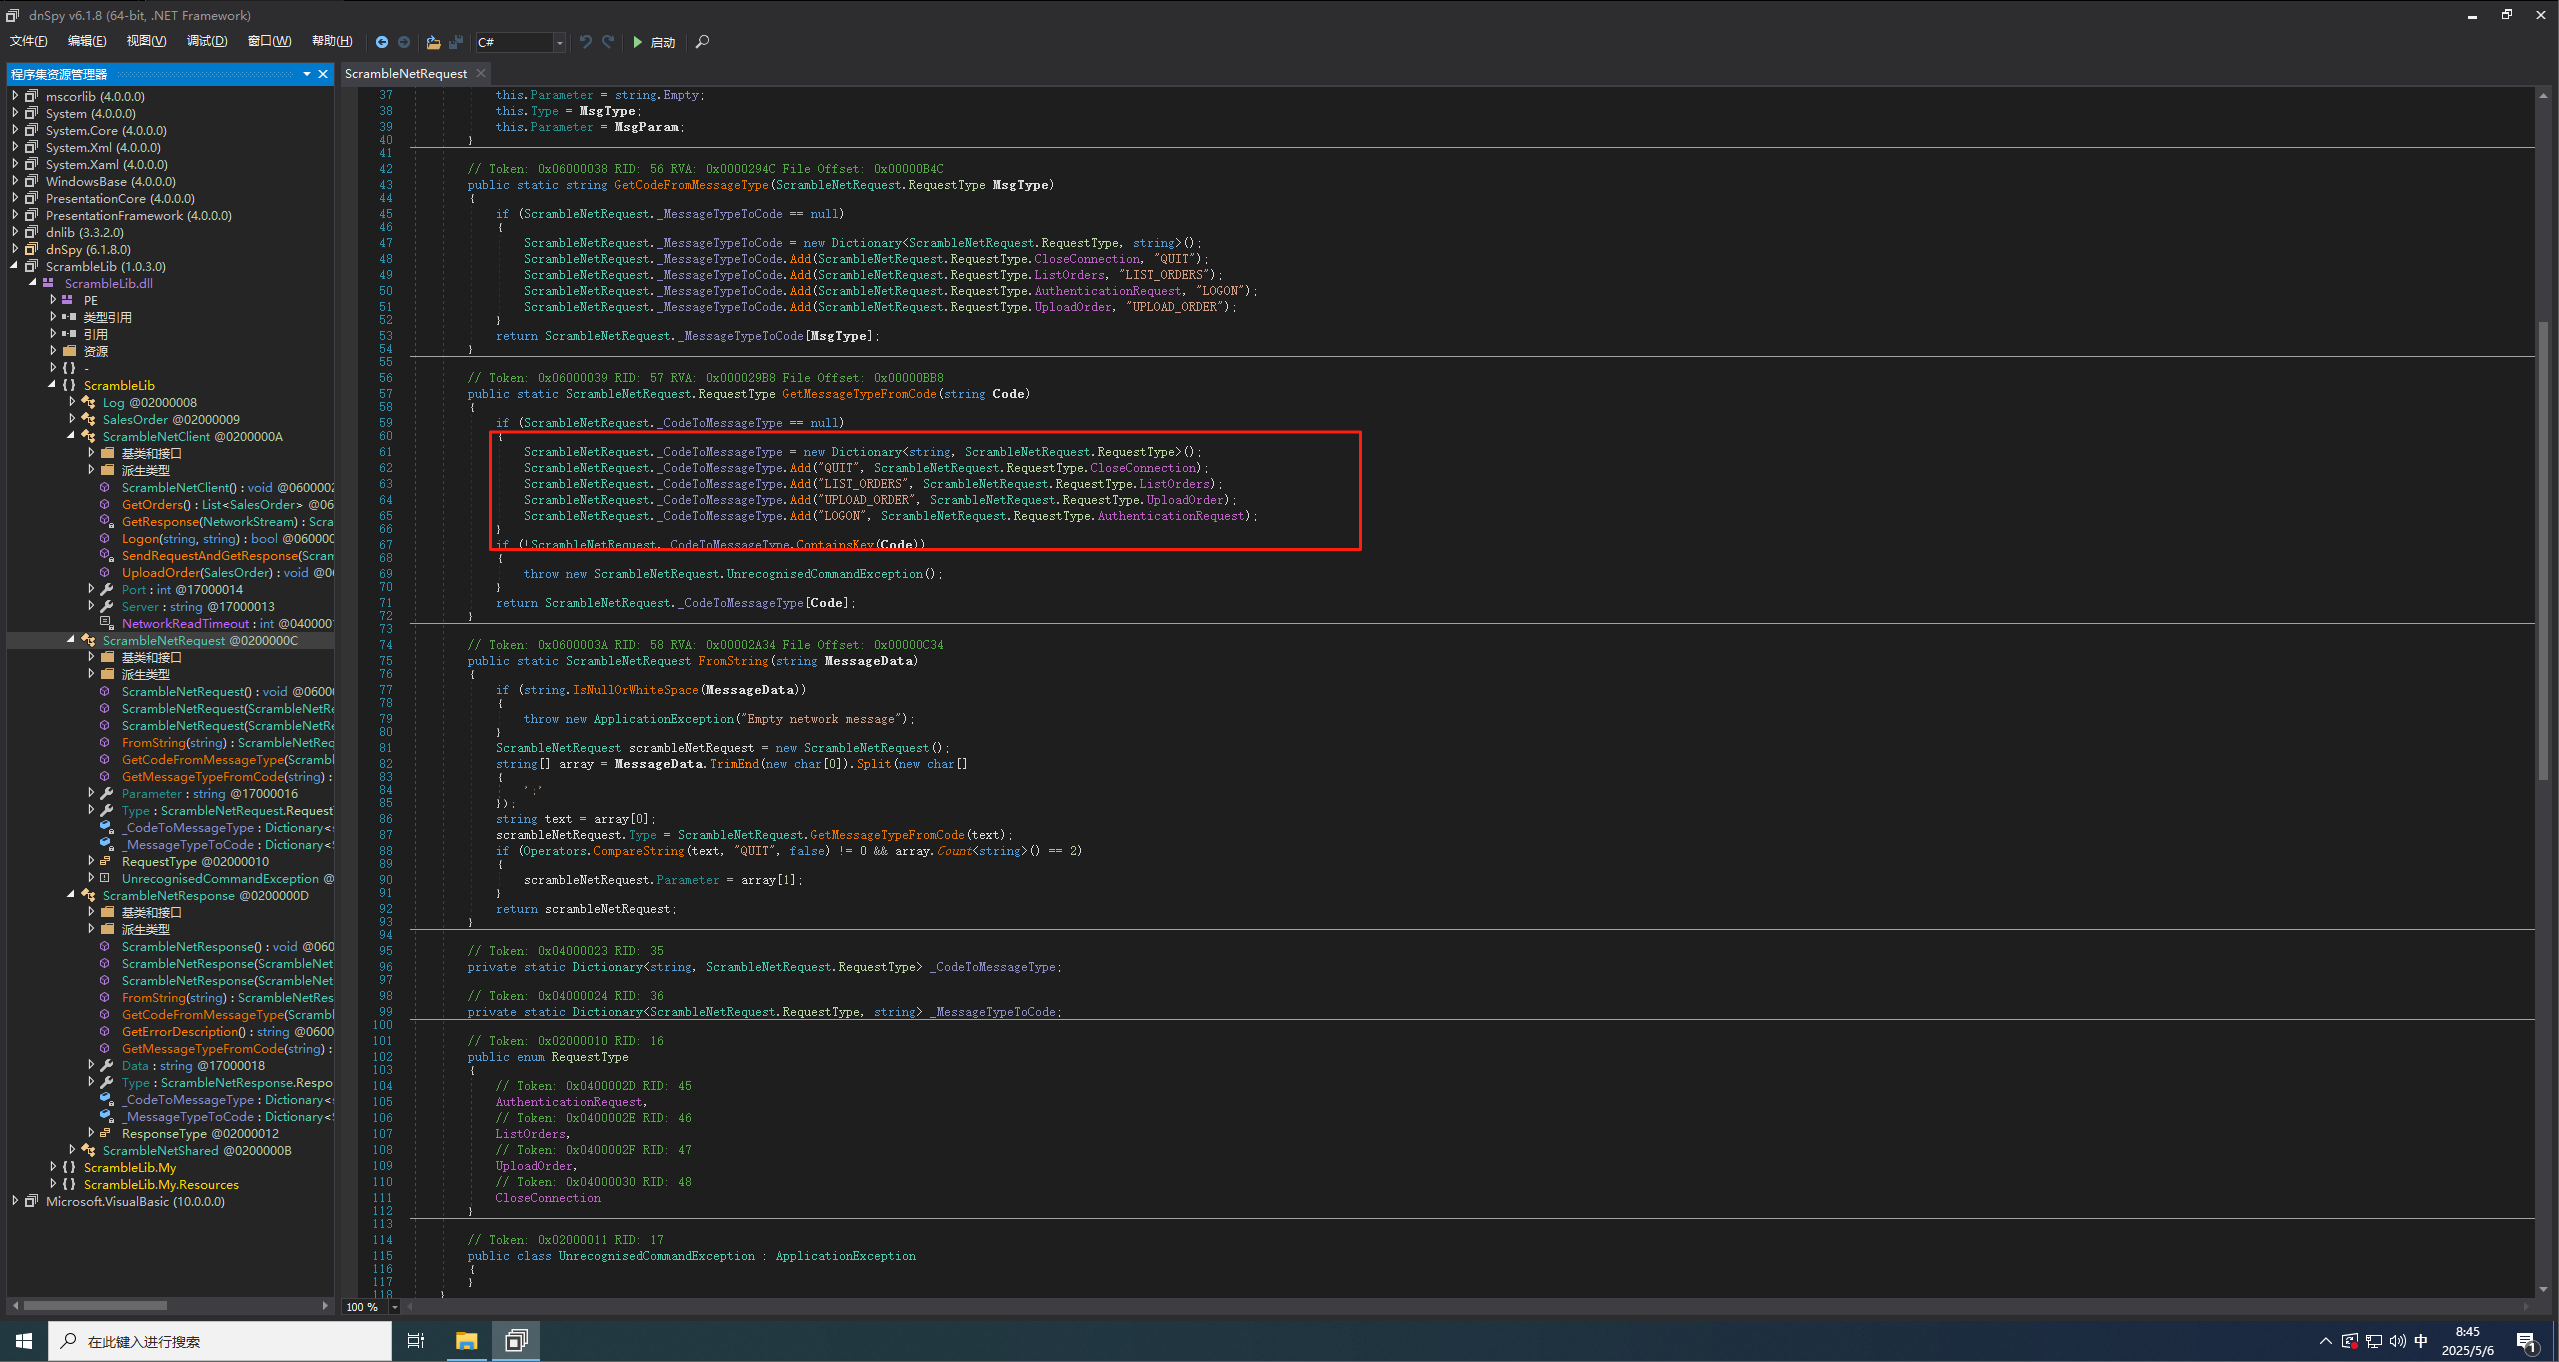 dnSpy v6.1.8 (64-bit, .NET Framework)
文件(F) 编辑(E) 视图(V) 调试(D) 窗口(W) 帮助(H) C# 启动
程序集资源管理器
mscorlib (4.0.0.0)
System (4.0.0.0)
System.Core (4.0.0.0)
System.Xml (4.0.0.0)
System.Xaml (4.0.0.0)
WindowsBase (4.0.0.0)
PresentationCore (4.0.0.0)
PresentationFramework (4.0.0.0)
dnlib (3.3.2.0)
dnSpy (6.1.8.0)
ScrambleLib (1.0.3.0)
ScrambleLib.dll
PE
类型引用
引用
资源
{} -
{} ScrambleLib
Log @02000008
SalesOrder @02000009
ScrambleNetClient @0200000A
基类和接口
派生类型
ScrambleNetClient() : void @0600002
GetOrders() : List<SalesOrder> @06
GetResponse(NetworkStream) : Scra
Logon(string, string) : bool @060000
SendRequestAndGetResponse(Scram
UploadOrder(SalesOrder) : void @06
Port : int @17000014
Server : string @17000013
NetworkReadTimeout : int @040000
ScrambleNetRequest @0200000C
基类和接口
派生类型
ScrambleNetRequest() : void @0600
ScrambleNetRequest(ScrambleNetRe
ScrambleNetRequest(ScrambleNetRe
FromString(string) : ScrambleNetReq
GetCodeFromMessageType(Scrambl
GetMessageTypeFromCode(string) :
Parameter : string @17000016
Type : ScrambleNetRequest.Request
_CodeToMessageType : Dictionary<
_MessageTypeToCode : Dictionary<
RequestType @02000010
UnrecognisedCommandException @
ScrambleNetResponse @0200000D
基类和接口
派生类型
ScrambleNetResponse() : void @060
ScrambleNetResponse(ScrambleNet
ScrambleNetResponse(ScrambleNet
FromString(string) : ScrambleNetRes
GetCodeFromMessageType(Scrambl
GetErrorDescription() : string @0600
GetMessageTypeFromCode(string) :
Data : string @17000018
Type : ScrambleNetResponse.Respo
_CodeToMessageType : Dictionary<
_MessageTypeToCode : Dictionary<
ResponseType @02000012
ScrambleNetShared @0200000B
{} ScrambleLib.My
{} ScrambleLib.My.Resources
Microsoft.VisualBasic (10.0.0.0)
ScrambleNetRequest
37 this.Parameter = string.Empty;
38 this.Type = MsgType;
39 this.Parameter = MsgParam;
40 }
41
42 // Token: 0x06000038 RID: 56 RVA: 0x0000294C File Offset: 0x00000B4C
43 public static string GetCodeFromMessageType(ScrambleNetRequest.RequestType MsgType)
44 {
45 if (ScrambleNetRequest._MessageTypeToCode == null)
46 {
47 ScrambleNetRequest._MessageTypeToCode = new Dictionary<ScrambleNetRequest.RequestType, string>();
48 ScrambleNetRequest._MessageTypeToCode.Add(ScrambleNetRequest.RequestType.CloseConnection, "QUIT");
49 ScrambleNetRequest._MessageTypeToCode.Add(ScrambleNetRequest.RequestType.ListOrders, "LIST_ORDERS");
50 ScrambleNetRequest._MessageTypeToCode.Add(ScrambleNetRequest.RequestType.AuthenticationRequest, "LOGON");
51 ScrambleNetRequest._MessageTypeToCode.Add(ScrambleNetRequest.RequestType.UploadOrder, "UPLOAD_ORDER");
52 }
53 return ScrambleNetRequest._MessageTypeToCode[MsgType];
54 }
55
56 // Token: 0x06000039 RID: 57 RVA: 0x000029B8 File Offset: 0x00000BB8
57 public static ScrambleNetRequest.RequestType GetMessageTypeFromCode(string Code)
58 {
59 if (ScrambleNetRequest._CodeToMessageType == null)
60 {
61 ScrambleNetRequest._CodeToMessageType = new Dictionary<string, ScrambleNetRequest.RequestType>();
62 ScrambleNetRequest._CodeToMessageType.Add("QUIT", ScrambleNetRequest.RequestType.CloseConnection);
63 ScrambleNetRequest._CodeToMessageType.Add("LIST_ORDERS", ScrambleNetRequest.RequestType.ListOrders);
64 ScrambleNetRequest._CodeToMessageType.Add("UPLOAD_ORDER", ScrambleNetRequest.RequestType.UploadOrder);
65 ScrambleNetRequest._CodeToMessageType.Add("LOGON", ScrambleNetRequest.RequestType.AuthenticationRequest);
66 }
67 if (!ScrambleNetRequest._CodeToMessageType.ContainsKey(Code))
68 {
69 throw new ScrambleNetRequest.UnrecognisedCommandException();
70 }
71 return ScrambleNetRequest._CodeToMessageType[Code];
72 }
73
74 // Token: 0x0600003A RID: 58 RVA: 0x00002A34 File Offset: 0x00000C34
75 public static ScrambleNetRequest FromString(string MessageData)
76 {
77 if (string.IsNullOrWhiteSpace(MessageData))
78 {
79 throw new ApplicationException("Empty network message");
80 }
81 ScrambleNetRequest scrambleNetRequest = new ScrambleNetRequest();
82 string[] array = MessageData.TrimEnd(new char[0]).Split(new char[]
83 {
84 ';'
85 });
86 string text = array[0];
87 scrambleNetRequest.Type = ScrambleNetRequest.GetMessageTypeFromCode(text);
88 if (Operators.CompareString(text, "QUIT", false) != 0 && array.Count<string>() == 2)
89 {
90 scrambleNetRequest.Parameter = array[1];
91 }
92 return scrambleNetRequest;
93 }
94
95 // Token: 0x04000023 RID: 35
96 private static Dictionary<string, ScrambleNetRequest.RequestType> _CodeToMessageType;
97
98 // Token: 0x04000024 RID: 36
99 private static Dictionary<ScrambleNetRequest.RequestType, string> _MessageTypeToCode;
100
101 // Token: 0x02000010 RID: 16
102 public enum RequestType
103 {
104 // Token: 0x0400002D RID: 45
105 AuthenticationRequest,
106 // Token: 0x0400002E RID: 46
107 ListOrders,
108 // Token: 0x0400002F RID: 47
109 UploadOrder,
110 // Token: 0x04000030 RID: 48
111 CloseConnection
112 }
113
114 // Token: 0x02000011 RID: 17
115 public class UnrecognisedCommandException : ApplicationException
116 {
117 }
118 }
100 %
在此键入进行搜索
中
8:45
2025/5/6
1